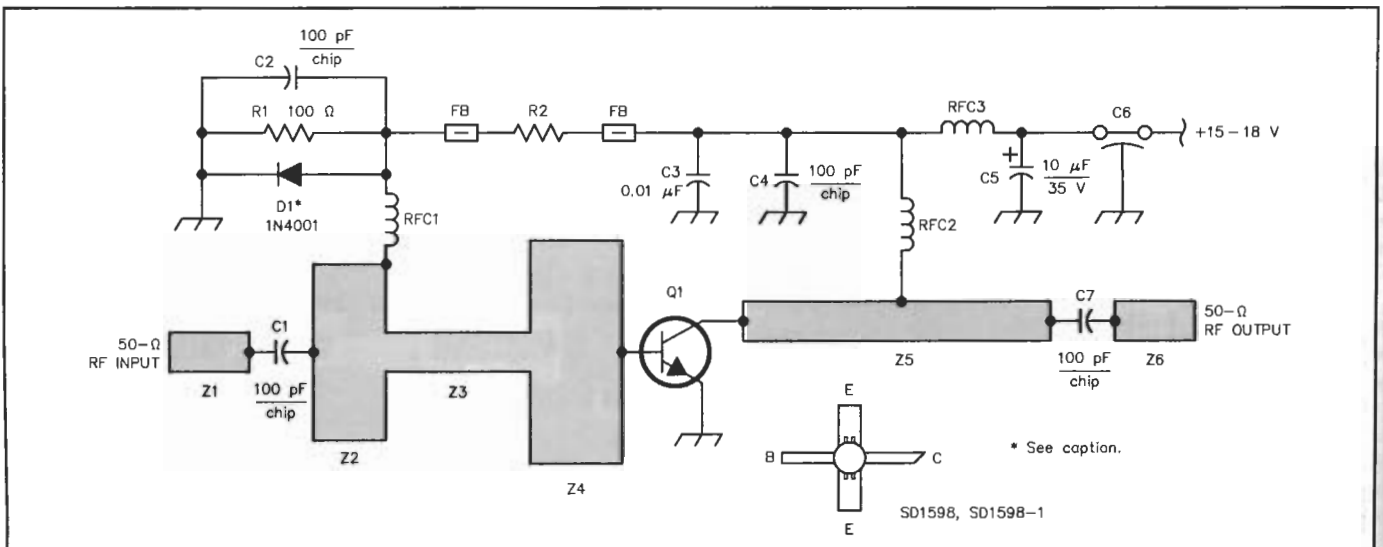 100 pF
chip
C2
R1 100 Ω
D1*
1N4001
RFC1
FB
R2
FB
C3
0.01 μF
C4
100 pF
chip
RFC3
RFC2
C5
+
10 μF
35 V
C6
+15-18 V
50-Ω
RF INPUT
Z1
C1
100 pF
chip
Z2
Z3
Z4
Q1
Z5
C7
100 pF
chip
Z6
50-Ω
RF OUTPUT
E
B
C
E
SD1598, SD1598-1
* See caption.